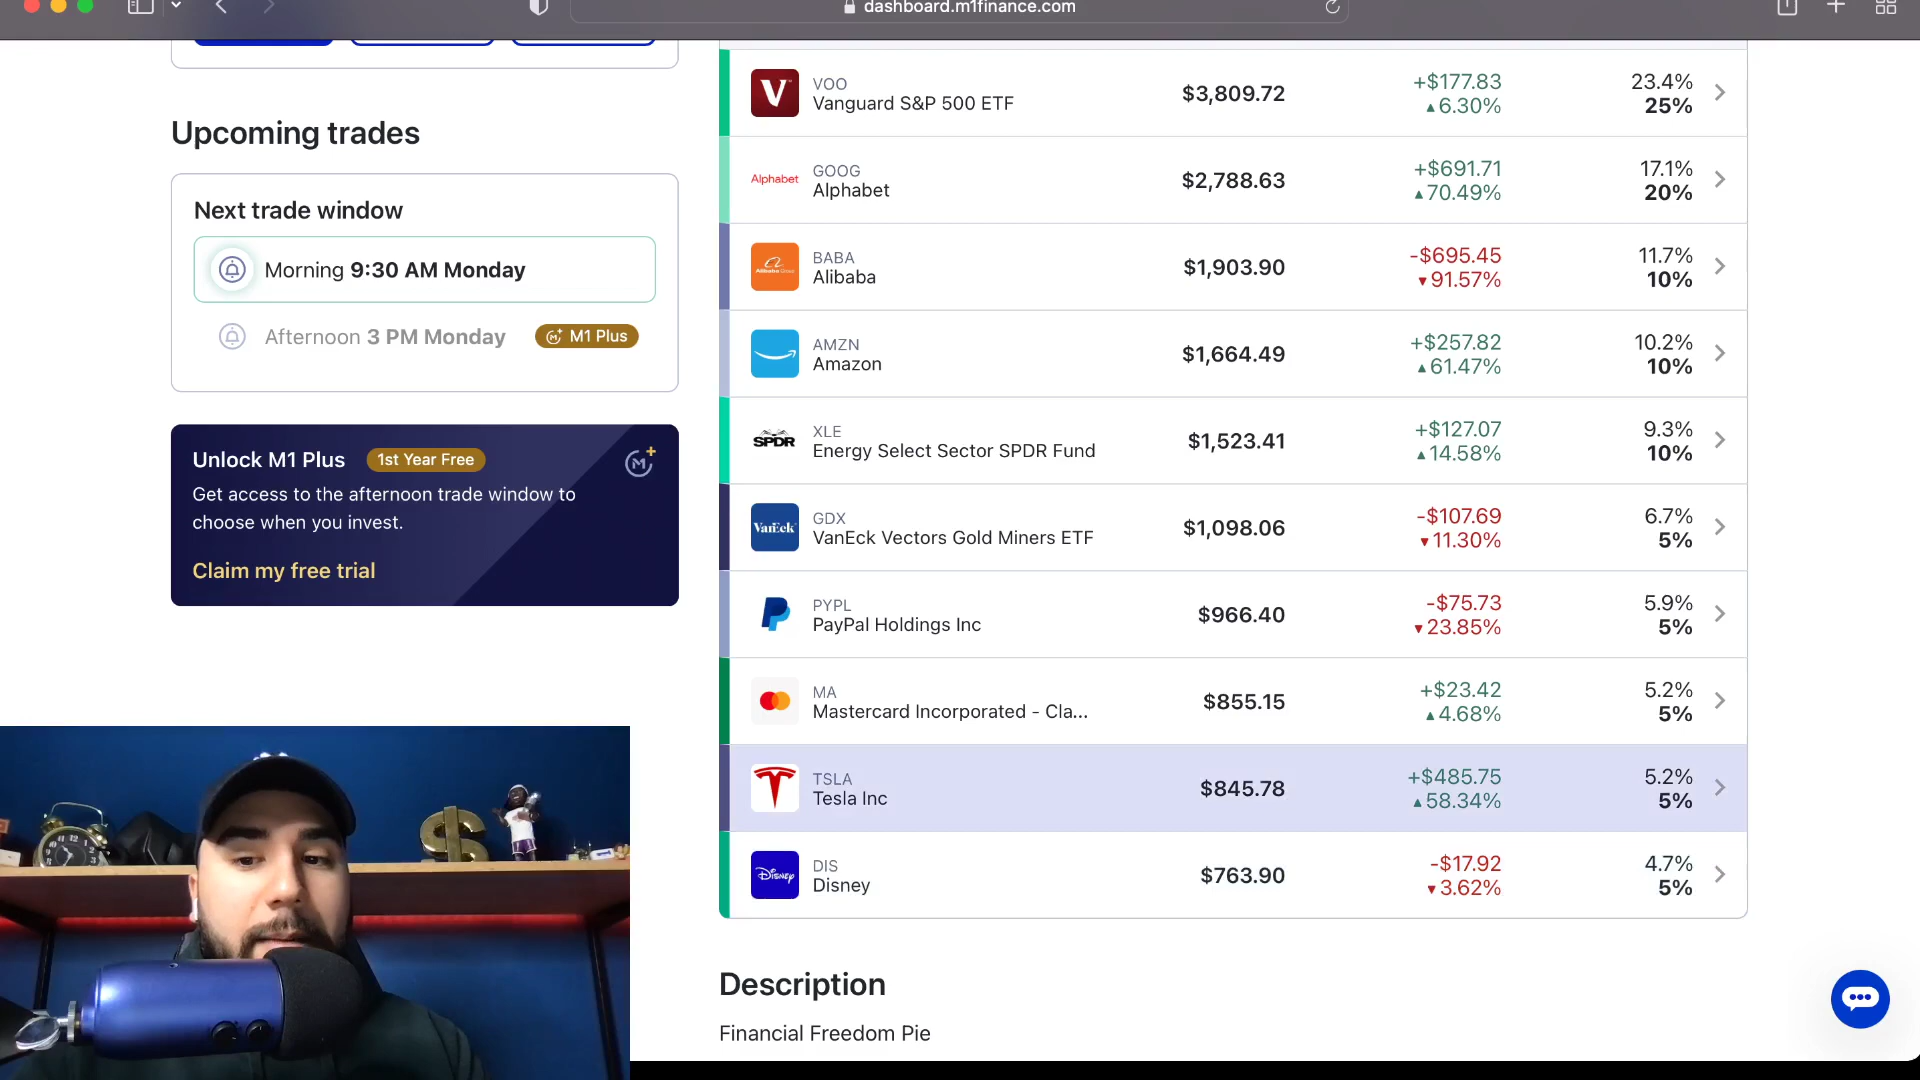 dashboard.m1finance.com
Upcoming trades
Next trade window
Morning 9:30 AM Monday
Afternoon 3 PM Monday
M1 Plus
Unlock M1 Plus
1st Year Free
Get access to the afternoon trade window to
choose when you invest.
Claim my free trial
VOO
Vanguard S&P 500 ETF
$3,809.72
+$177.83
▲6.30%
23.4%
25%
Alphabet
GOOG
Alphabet
$2,788.63
+$691.71
▲70.49%
17.1%
20%
BABA
Alibaba
$1,903.90
-$695.45
▼91.57%
11.7%
10%
AMZN
Amazon
$1,664.49
+$257.82
▲61.47%
10.2%
10%
SPDR
XLE
Energy Select Sector SPDR Fund
$1,523.41
+$127.07
▲14.58%
9.3%
10%
VanEck
GDX
VanEck Vectors Gold Miners ETF
$1,098.06
-$107.69
▼11.30%
6.7%
5%
PYPL
PayPal Holdings Inc
$966.40
-$75.73
▼23.85%
5.9%
5%
MA
Mastercard Incorporated - Cla...
$855.15
+$23.42
▲4.68%
5.2%
5%
TSLA
Tesla Inc
$845.78
+$485.75
▲58.34%
5.2%
5%
Disney
DIS
Disney
$763.90
-$17.92
▼3.62%
4.7%
5%
Description
Financial Freedom Pie